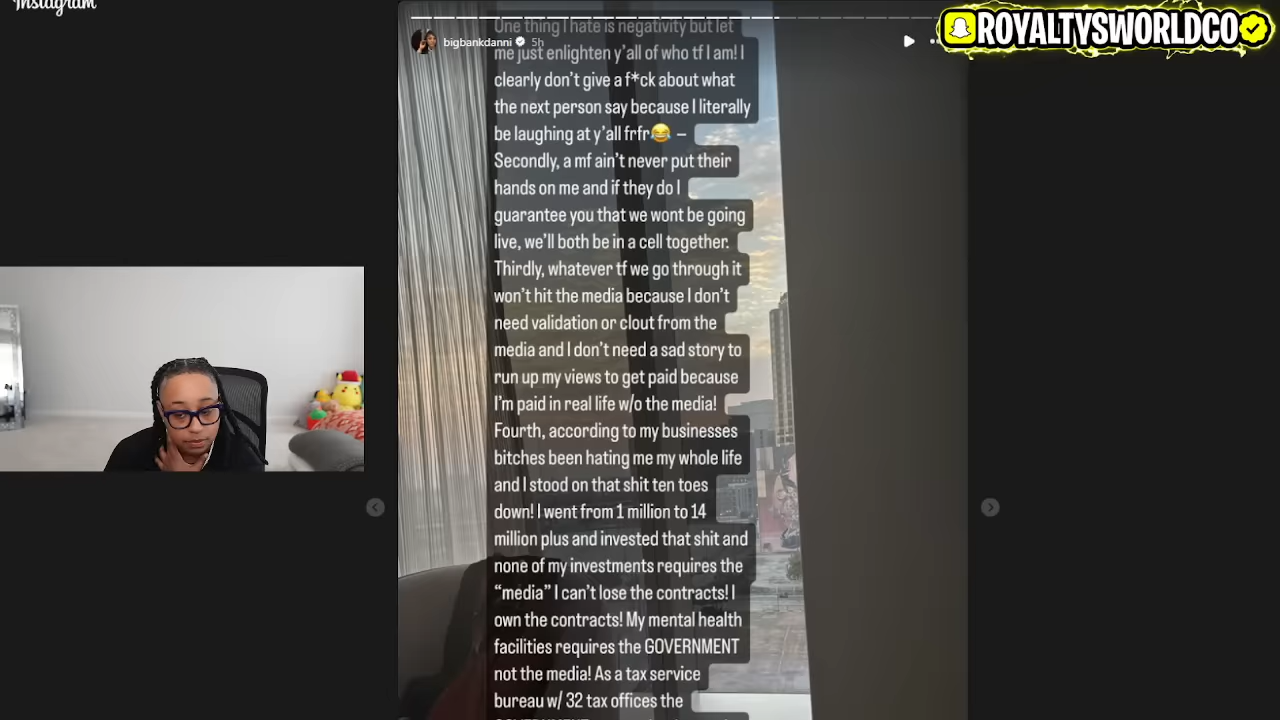 Instagram
ROYALTYSWORLDCO
One thing I hate is negativity but let
bigbankdanni 5h
me just enlighten y’all of who tf I am! I
clearly don’t give a f*ck about what
the next person say because I literally
be laughing at y’all frfr😂 –
Secondly, a mf ain’t never put their
hands on me and if they do I
guarantee you that we wont be going
live, we’ll both be in a cell together.
Thirdly, whatever tf we go through it
won’t hit the media because I don’t
need validation or clout from the
media and I don’t need a sad story to
run up my views to get paid because
I’m paid in real life w/o the media!
Fourth, according to my businesses
bitches been hating me my whole life
and I stood on that shit ten toes
down! I went from 1 million to 14
million plus and invested that shit and
none of my investments requires the
“media” I can’t lose the contracts! I
own the contracts! My mental health
facilities requires the GOVERNMENT
not the media! As a tax service
bureau w/ 32 tax offices the